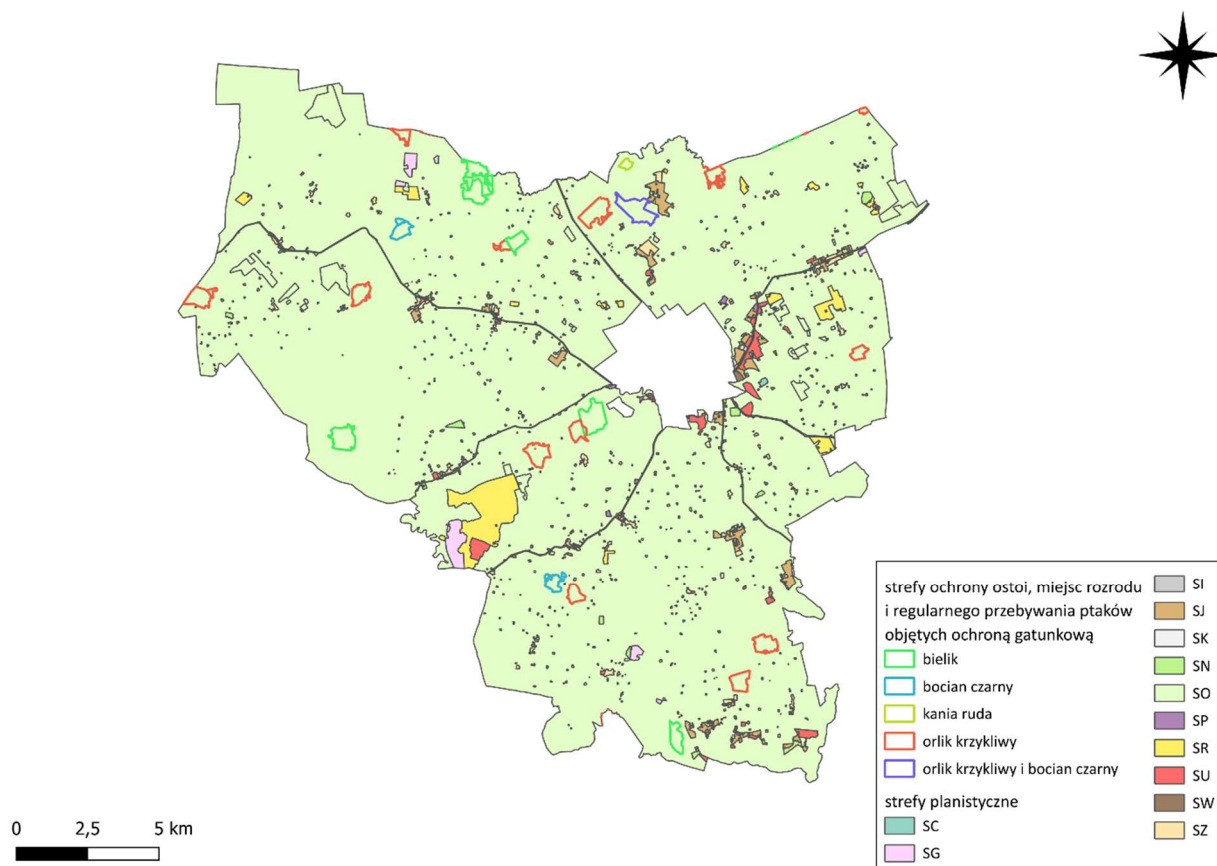 0 2,5 5 km
strefy ochrony ostoi, miejsc rozrodu
i regularnego przebywania ptaków
objętych ochroną gatunkową
bielik
bocian czarny
kania ruda
orlik krzykliwy
orlik krzykliwy i bocian czarny
strefy planistyczne
SC
SG
SI
SJ
SK
SN
SO
SP
SR
SU
SW
SZ